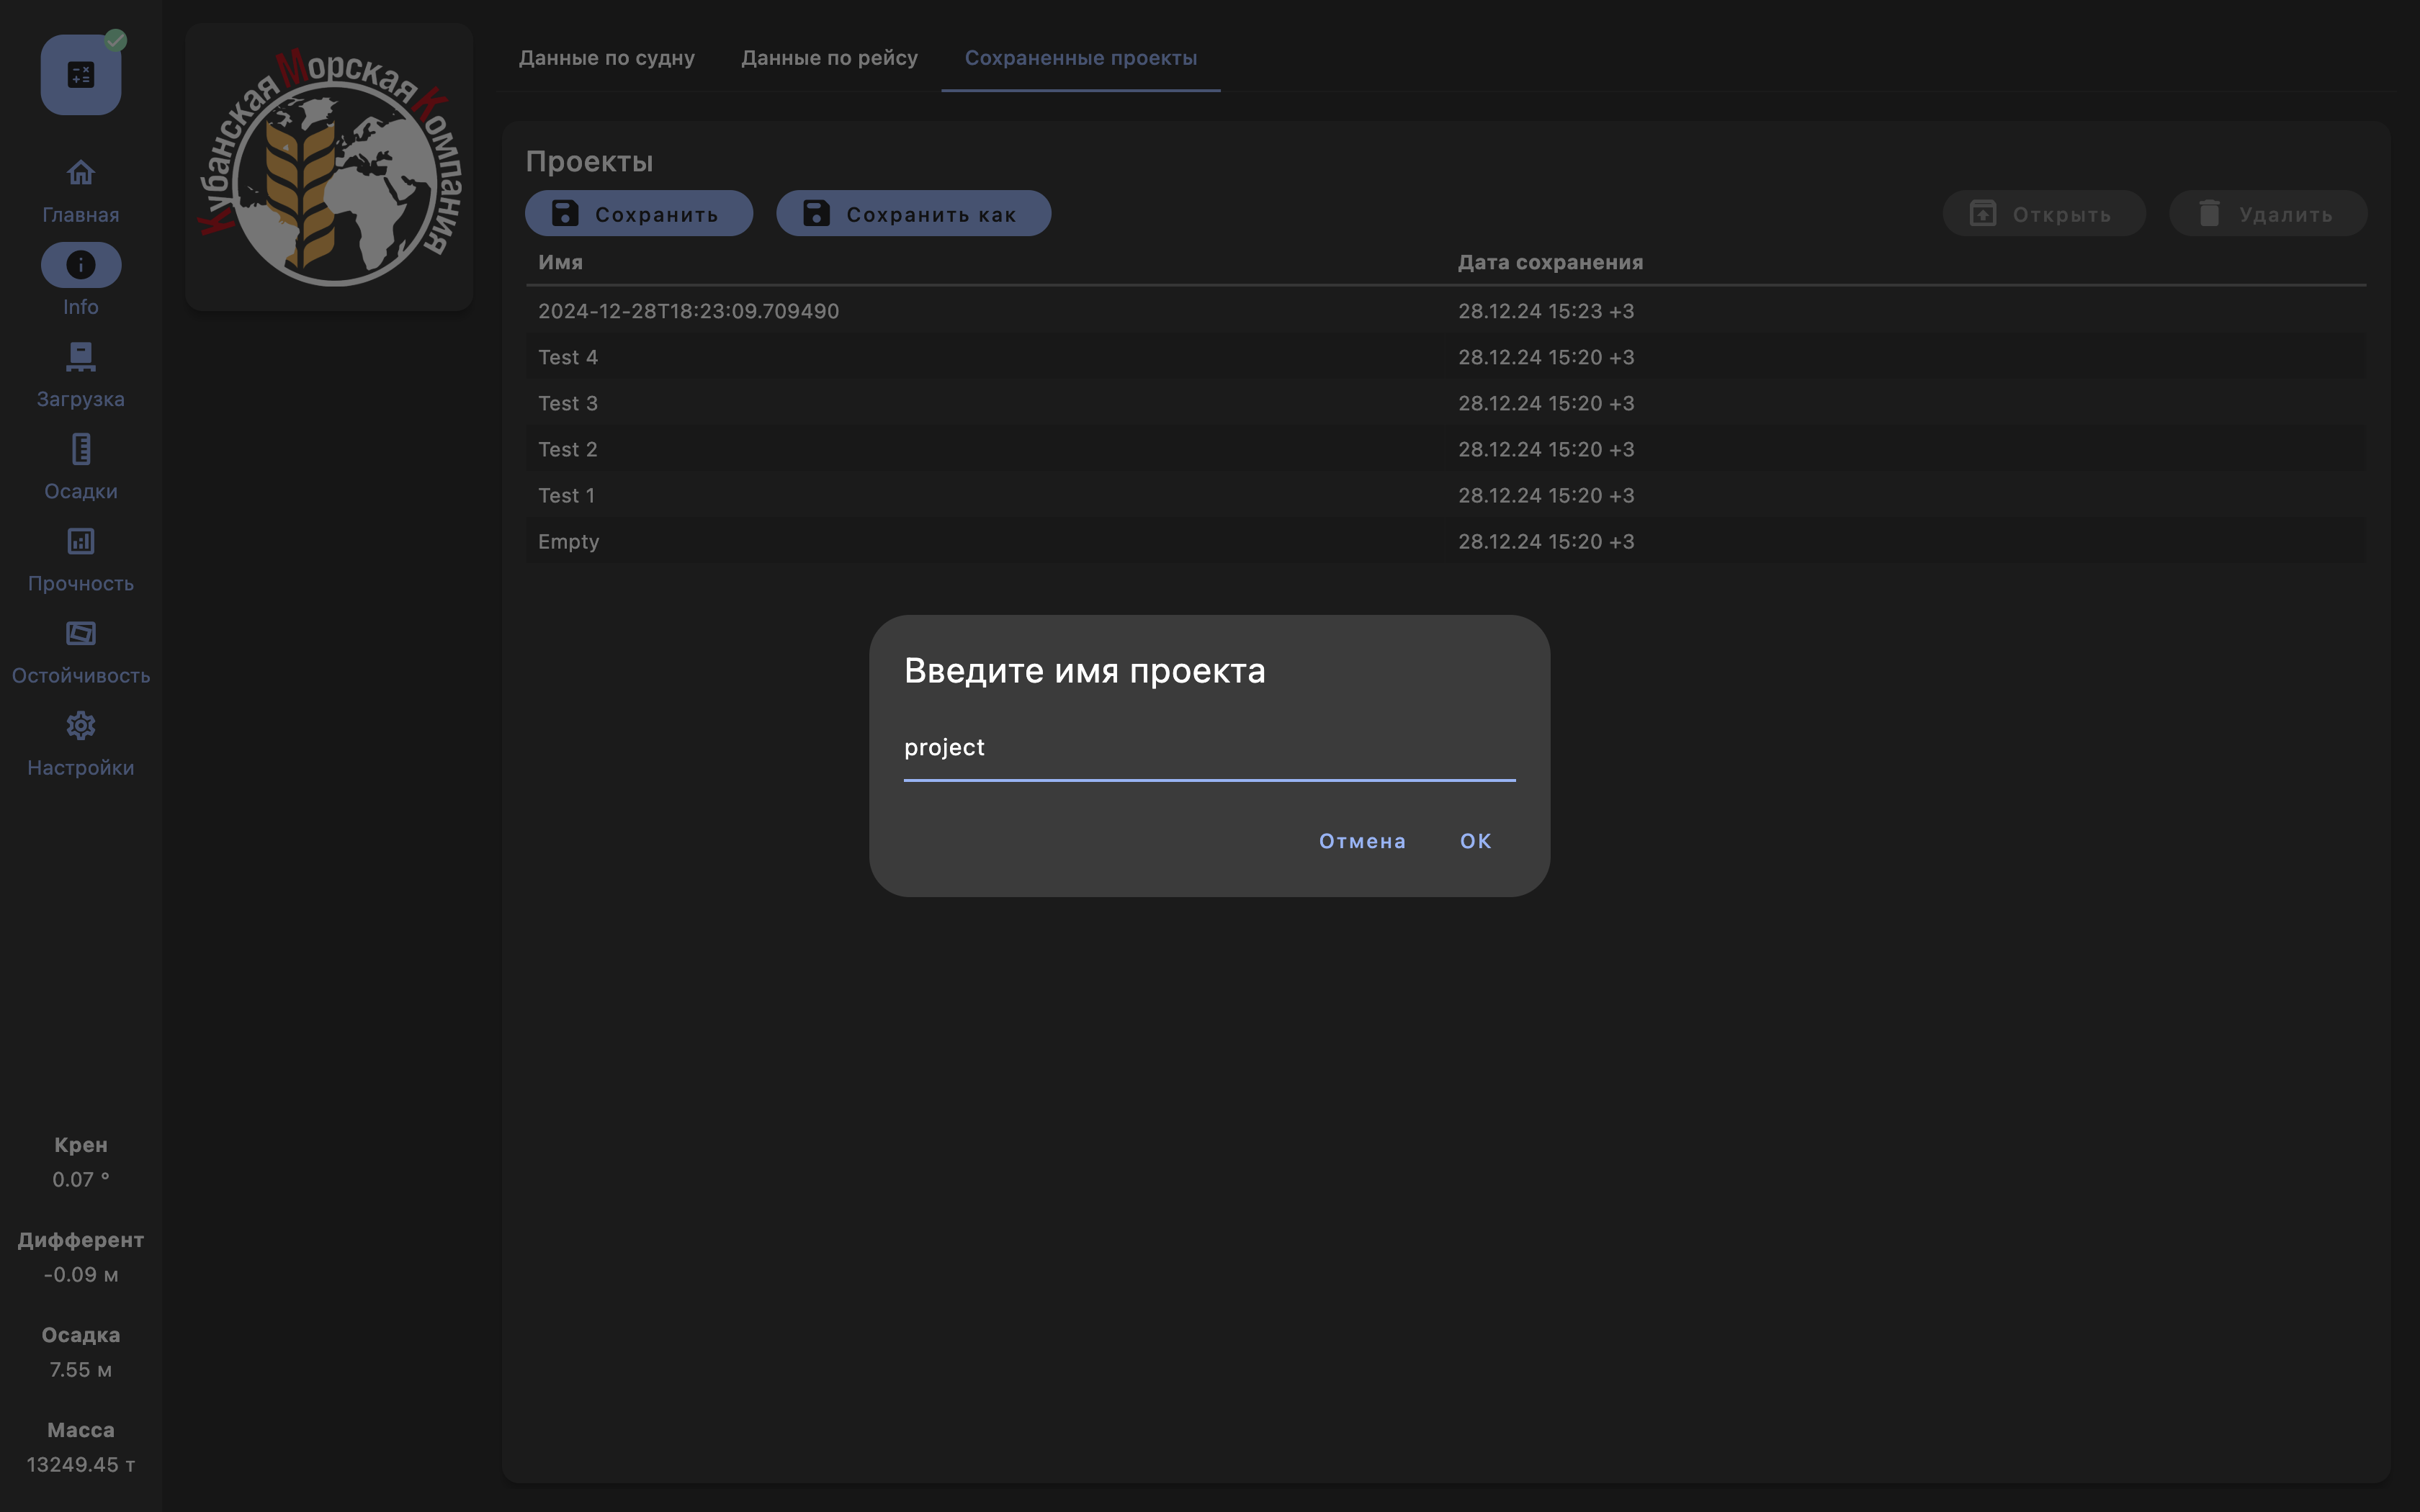 Кубанская Морская Компания
Главная
Info
Загрузка
Осадки
Прочность
Остойчивость
Настройки
Крен
0.07 °
Дифферент
-0.09 м
Осадка
7.55 м
Масса
13249.45 т
Данные по судну Данные по рейсу Сохраненные проекты
Проекты
Сохранить Сохранить как Открыть Удалить
Имя Дата сохранения
2024-12-28T18:23:09.709490 28.12.24 15:23 +3
Test 4 28.12.24 15:20 +3
Test 3 28.12.24 15:20 +3
Test 2 28.12.24 15:20 +3
Test 1 28.12.24 15:20 +3
Empty 28.12.24 15:20 +3
Введите имя проекта
project
Отмена ОК